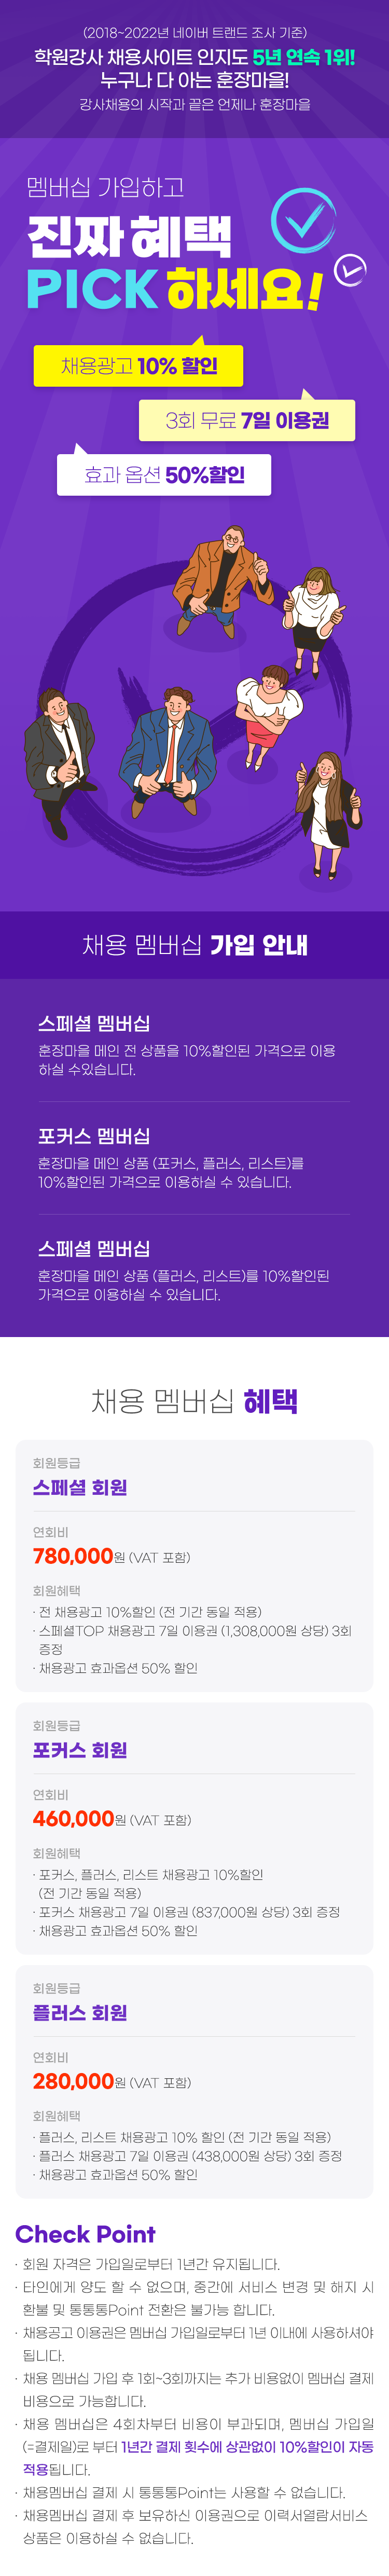 (2018~2022년 네이버 트랜드 조사 기준)
학원강사 채용사이트 인지도 5년 연속 1위!
누구나 다 아는 훈장마을!
강사채용의 시작과 끝은 언제나 훈장마을
멤버십 가입하고
진짜 혜택
PICK 하세요!
채용광고 10% 할인
3회 무료 7일 이용권
효과 옵션 50%할인
채용 멤버십 가입 안내
스페셜 멤버십
훈장마을 메인 전 상품을 10%할인된 가격으로 이용
하실 수있습니다.
포커스 멤버십
훈장마을 메인 상품 (포커스, 플러스, 리스트)를
10%할인된 가격으로 이용하실 수 있습니다.
스페셜 멤버십
훈장마을 메인 상품 (플러스, 리스트)를 10%할인된
가격으로 이용하실 수 있습니다.
채용 멤버십 혜택
회원등급
스페셜 회원
연회비
780,000원 (VAT 포함)
회원혜택
· 전 채용광고 10%할인 (전 기간 동일 적용)
· 스페셜TOP 채용광고 7일 이용권 (1,308,000원 상당) 3회
증정
· 채용광고 효과옵션 50% 할인
회원등급
포커스 회원
연회비
460,000원 (VAT 포함)
회원혜택
· 포커스, 플러스, 리스트 채용광고 10%할인
(전 기간 동일 적용)
· 포커스 채용광고 7일 이용권 (837,000원 상당) 3회 증정
· 채용광고 효과옵션 50% 할인
회원등급
플러스 회원
연회비
280,000원 (VAT 포함)
회원혜택
· 플러스, 리스트 채용광고 10% 할인 (전 기간 동일 적용)
· 플러스 채용광고 7일 이용권 (438,000원 상당) 3회 증정
· 채용광고 효과옵션 50% 할인
Check Point
· 회원 자격은 가입일로부터 1년간 유지됩니다.
· 타인에게 양도 할 수 없으며, 중간에 서비스 변경 및 해지 시
환불 및 통통통Point 전환은 불가능 합니다.
· 채용공고 이용권은 멤버십 가입일로부터 1년 이내에 사용하셔야
됩니다.
· 채용 멤버십 가입 후 1회~3회까지는 추가 비용없이 멤버십 결제
비용으로 가능합니다.
· 채용 멤버십은 4회차부터 비용이 부과되며, 멤버십 가입일
(=결제일)로 부터 1년간 결제 횟수에 상관없이 10%할인이 자동
적용됩니다.
· 채용멤버십 결제 시 통통통Point는 사용할 수 없습니다.
· 채용멤버십 결제 후 보유하신 이용권으로 이력서열람서비스
상품은 이용하실 수 없습니다.